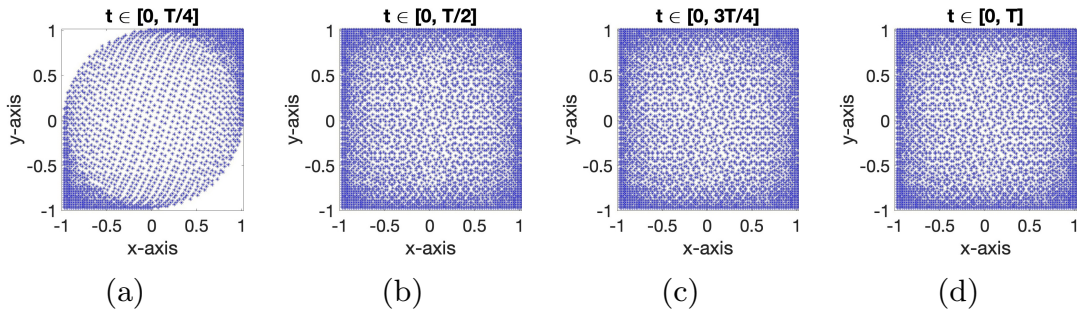 t ∈ [0, T/4]
1
0.5
0
-0.5
-1
y-axis
-1 -0.5 0 0.5 1
x-axis
(a)
t ∈ [0, T/2]
1
0.5
0
-0.5
-1
y-axis
-1 -0.5 0 0.5 1
x-axis
(b)
t ∈ [0, 3T/4]
1
0.5
0
-0.5
-1
y-axis
-1 -0.5 0 0.5 1
x-axis
(c)
t ∈ [0, T]
1
0.5
0
-0.5
-1
y-axis
-1 -0.5 0 0.5 1
x-axis
(d)